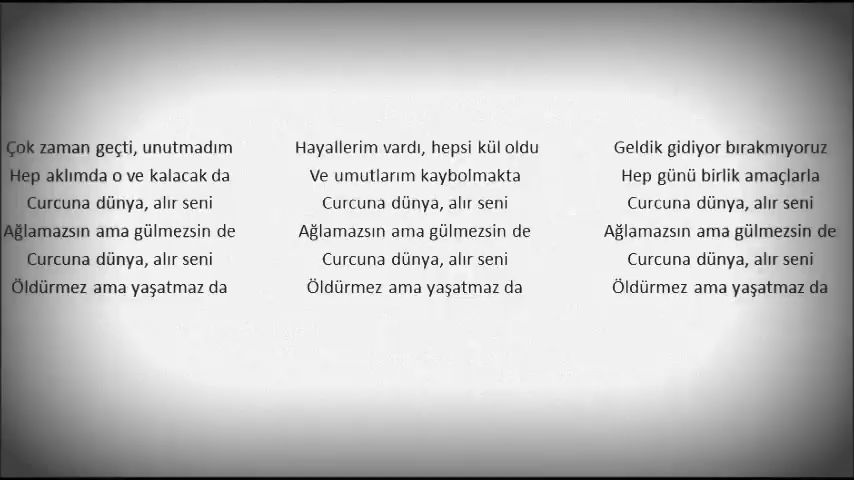 Çok zaman geçti, unutmadım
Hep aklımda o ve kalacak da
Curcuna dünya, alır seni
Ağlamazsın ama gülmezsin de
Curcuna dünya, alır seni
Öldürmez ama yaşatmaz da
Hayallerim vardı, hepsi kül oldu
Ve umutlarım kaybolmakta
Curcuna dünya, alır seni
Ağlamazsın ama gülmezsin de
Curcuna dünya, alır seni
Öldürmez ama yaşatmaz da
Geldik gidiyor bırakmıyoruz
Hep günü birlik amaçlarla
Curcuna dünya, alır seni
Ağlamazsın ama gülmezsin de
Curcuna dünya, alır seni
Öldürmez ama yaşatmaz da